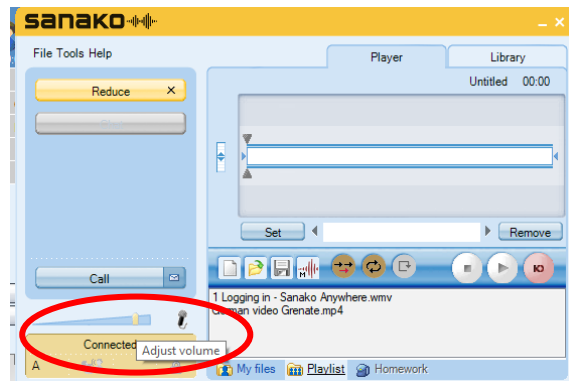 sanako
File Tools Help
Player
Library
Untitled 00:00
Reduce ×
Set
Remove
Call
M
1 Logging in - Sanako Anywhere.wmv
German video Grenate.mp4
Connected
Adjust volume
A
My files Playlist Homework